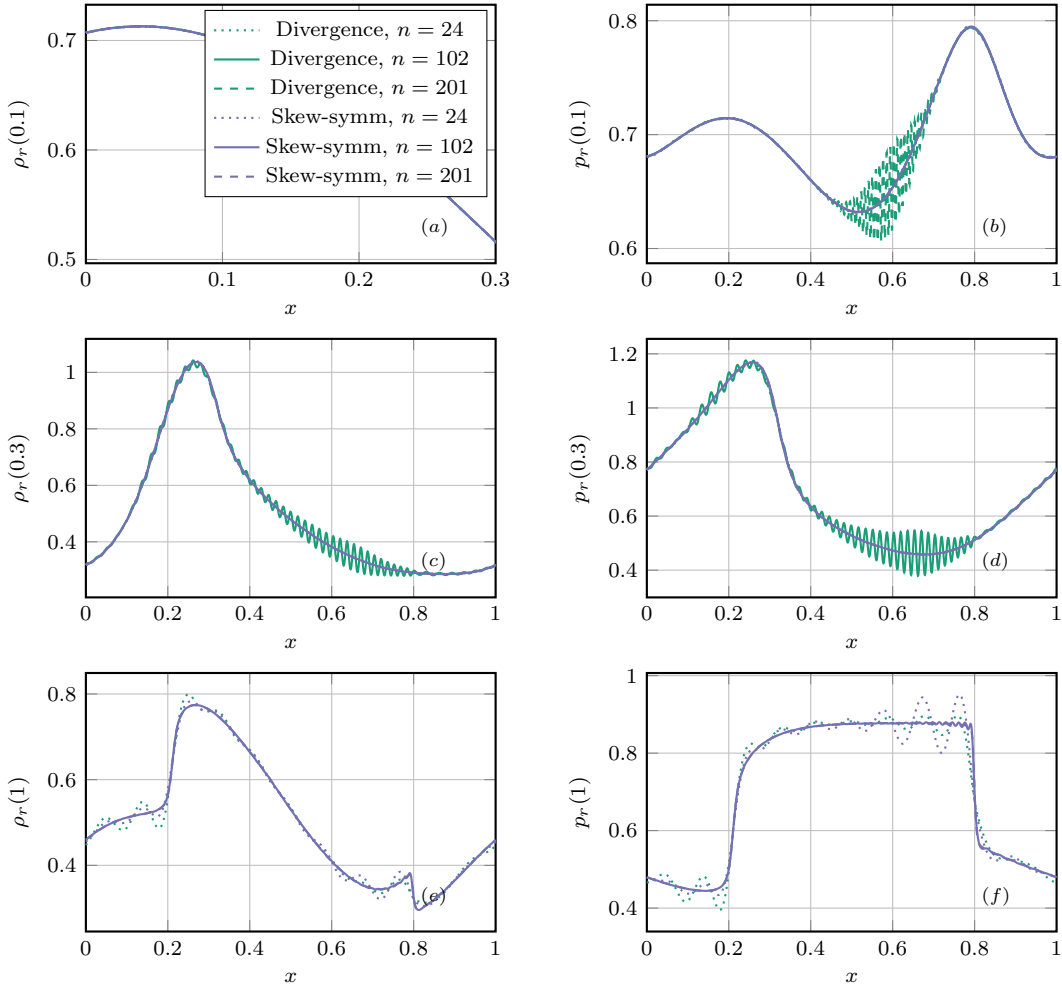 0.7
0.6
0.5
ρr(0.1)
Divergence, n = 24
Divergence, n = 102
Divergence, n = 201
Skew-symm, n = 24
Skew-symm, n = 102
Skew-symm, n = 201
(a)
0 0.1 0.2 0.3
x
0.8
0.7
0.6
pr(0.1)
(b)
0 0.2 0.4 0.6 0.8 1
x
1
0.8
0.6
0.4
ρr(0.3)
(c)
0 0.2 0.4 0.6 0.8 1
x
1.2
1
0.8
0.6
0.4
pr(0.3)
(d)
0 0.2 0.4 0.6 0.8 1
x
0.8
0.6
0.4
ρr(1)
(e)
0 0.2 0.4 0.6 0.8 1
x
1
0.8
0.6
0.4
pr(1)
(f)
0 0.2 0.4 0.6 0.8 1
x